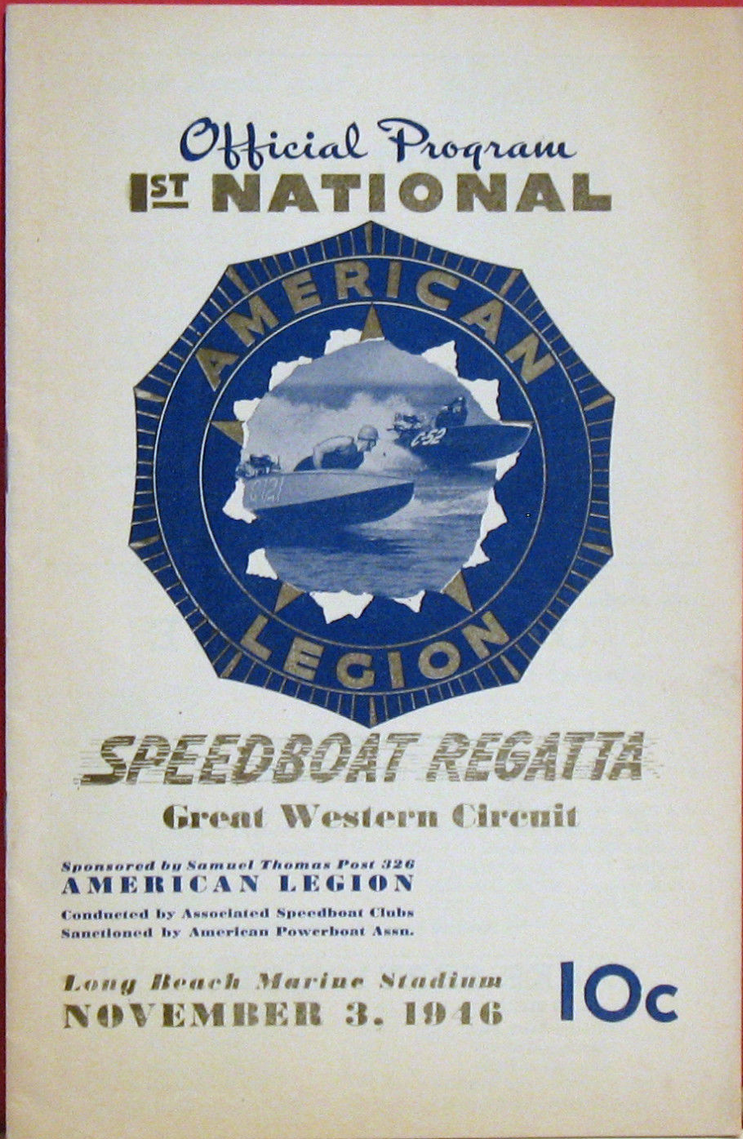 Official Program
1ST NATIONAL
AMERICAN
C-52
C121
LEGION
SPEEDBOAT REGATTA
Great Western Circuit
Sponsored by Samuel Thomas Post 326
AMERICAN LEGION
Conducted by Associated Speedboat Clubs
Sanctioned by American Powerboat Assn.
Long Beach Marine Stadium
NOVEMBER 3, 1946
10c